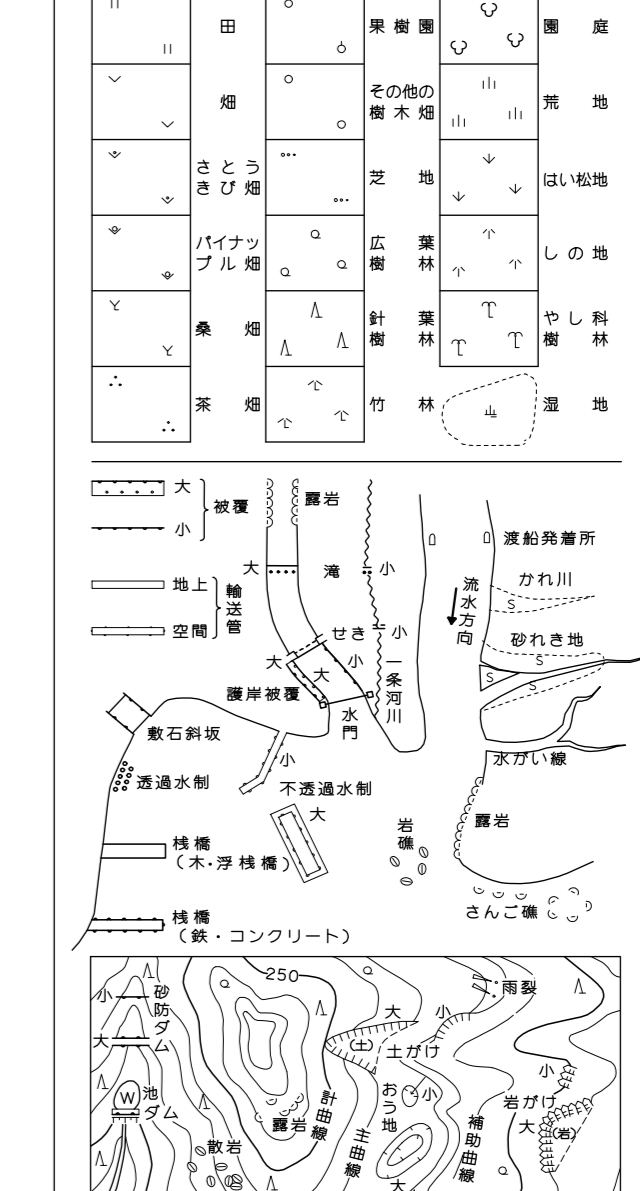 田 果樹園 園庭
畑 その他の 荒地
樹木畑
さとう 芝地 はい松地
きび畑
パイナッ 広葉 しの地
プル畑 樹林
桑畑 針葉 やし科
樹林 樹林
茶畑 竹林 湿地
大 被覆 露岩
小
渡船発着所
大 滝 小
地上 輸送管 流水方向 かれ川
S
空間
せき 小 砂れき地
大 大 小 S
護岸被覆 一条河川 S S
水門
敷石斜坂
小 水がい線
透過水制 不透過水制
大
岩礁 露岩
桟橋
(木・浮桟橋)
さんご礁
桟橋
(鉄・コンクリート)
250
小 砂防ダム 雨裂
大 大 小
(土) 土がけ
小
W 池 おう地 小 岩がけ
ダム 計曲線 大 (岩)
露岩 補助曲線
散岩 主曲線
大